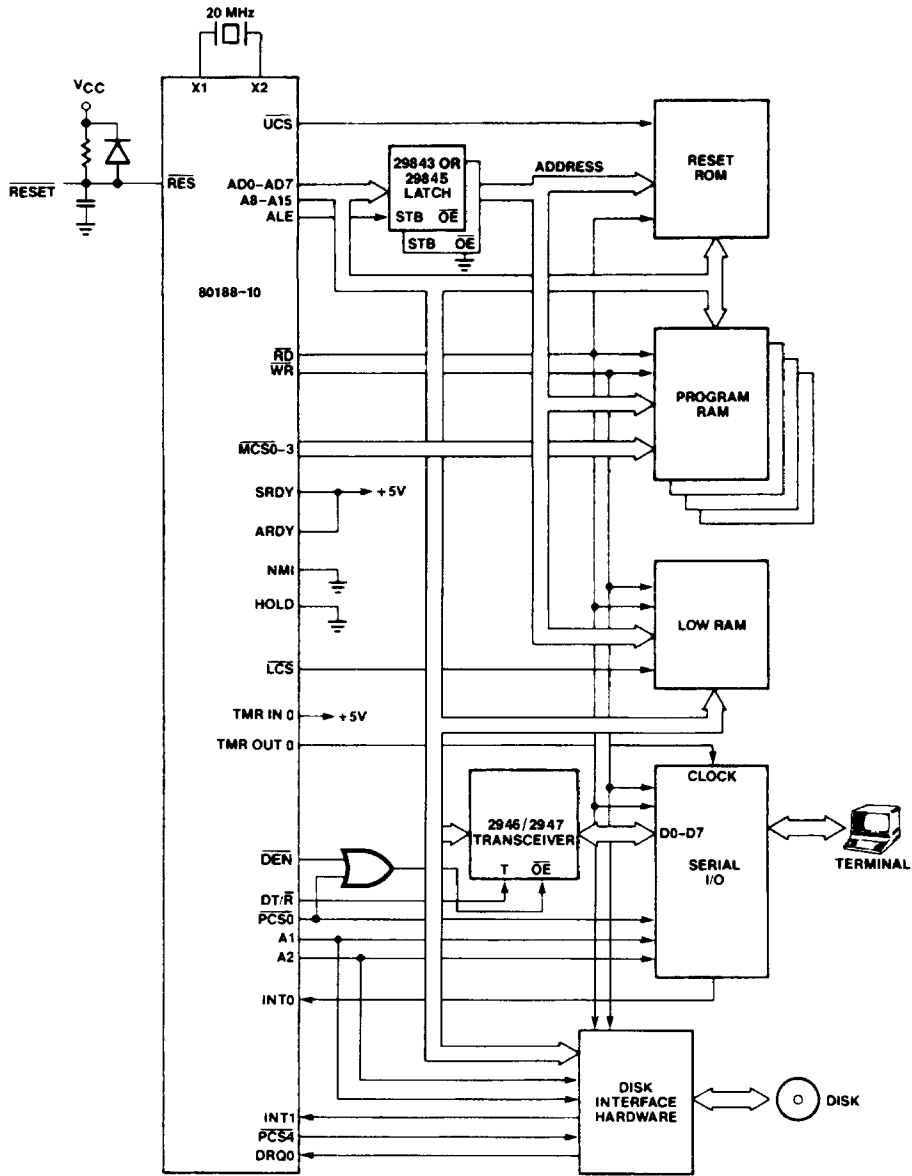 20 MHz
X1 X2
VCC
RESET
RES
UCS
AD0–AD7
A8–A15
ALE
29843 OR
29845
LATCH
STB OE
STB OE
ADDRESS
RESET
ROM
80188-10
RD
WR
PROGRAM
RAM
MCS0-3
SRDY
+5V
ARDY
NMI
HOLD
LOW RAM
LCS
TMR IN 0
+5V
TMR OUT 0
CLOCK
2946/2947
TRANSCEIVER
T OE
D0–D7
SERIAL
I/O
TERMINAL
DEN
DT/R
PCS0
A1
A2
INT0
DISK
INTERFACE
HARDWARE
DISK
INT1
PCS4
DRQ0